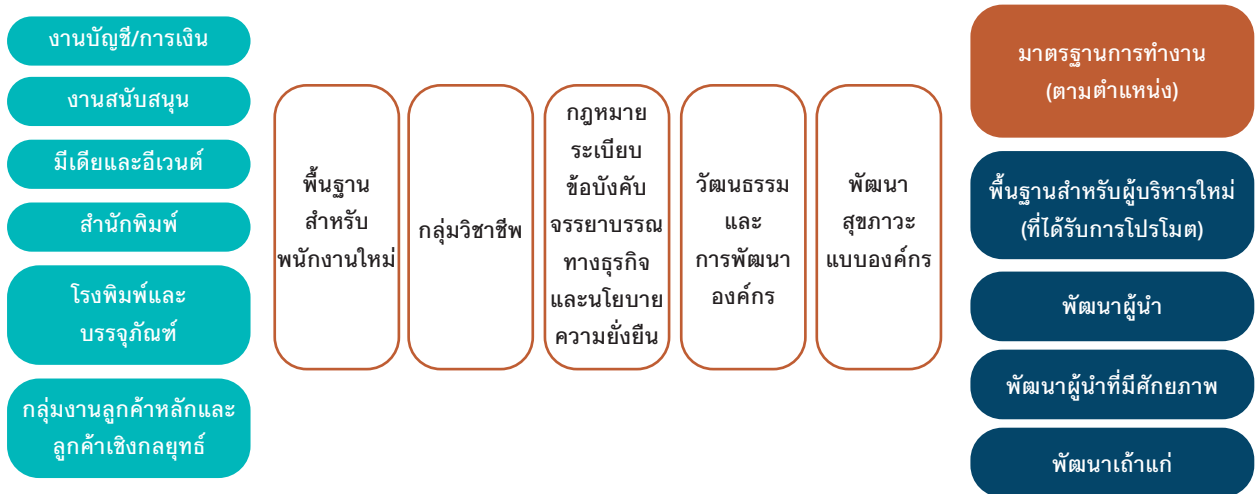 งานบัญชี/การเงิน
งานสนับสนุน
มีเดียและอีเวนต์
สำนักพิมพ์
โรงพิมพ์และ
บรรจุภัณฑ์
กลุ่มงานลูกค้าหลักและ
ลูกค้าเชิงกลยุทธ์
พื้นฐาน
สำหรับ
พนักงานใหม่
กลุ่มวิชาชีพ
กฎหมาย
ระเบียบ
ข้อบังคับ
จรรยาบรรณ
ทางธุรกิจ
และนโยบาย
ความยั่งยืน
วัฒนธรรม
และ
การพัฒนา
องค์กร
พัฒนา
สุขภาวะ
แบบองค์กร
มาตรฐานการทำงาน
(ตามตำแหน่ง)
พื้นฐานสำหรับผู้บริหารใหม่
(ที่ได้รับการโปรโมต)
พัฒนาผู้นำ
พัฒนาผู้นำที่มีศักยภาพ
พัฒนาเถ้าแก่